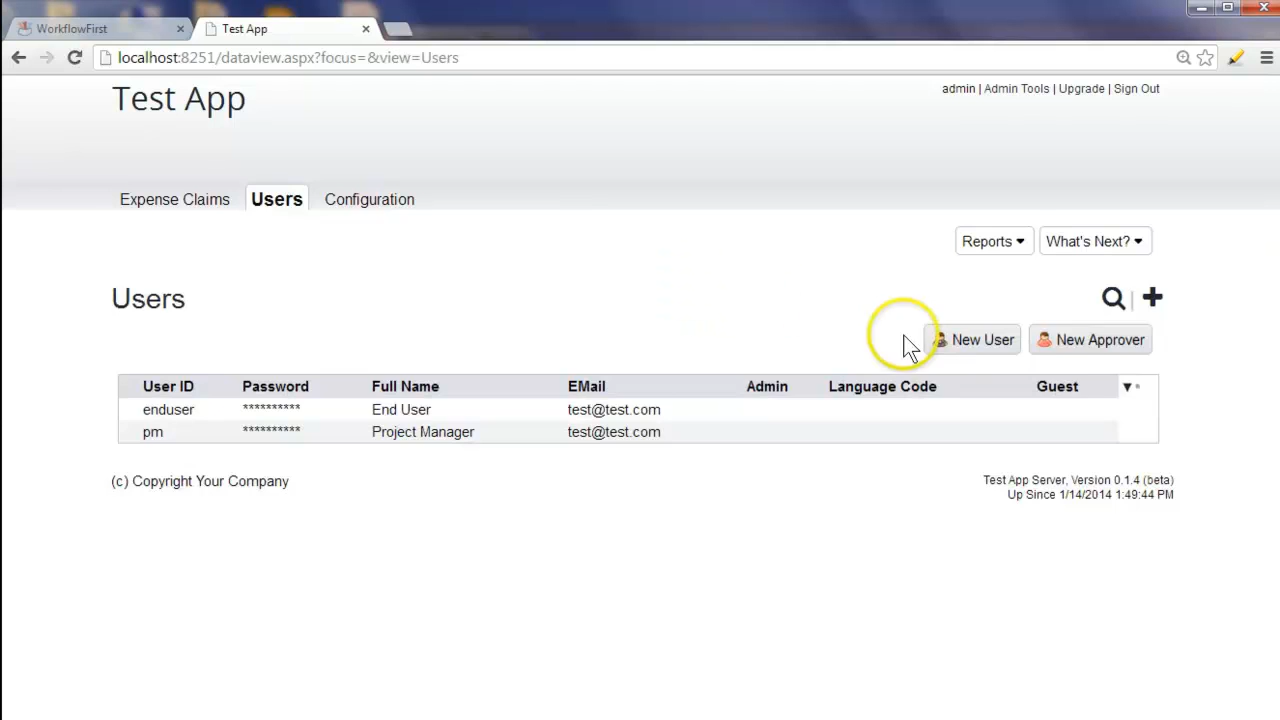 WorkflowFirst
Test App
localhost:8251/dataview.aspx?focus=&view=Users
Test App
admin | Admin Tools | Upgrade | Sign Out
Expense Claims Users Configuration
Reports What's Next?
Users
New User New Approver
User ID Password Full Name EMail Admin Language Code Guest
enduser ********** End User test@test.com
pm ********** Project Manager test@test.com
(c) Copyright Your Company
Test App Server, Version 0.1.4 (beta)
Up Since 1/14/2014 1:49:44 PM